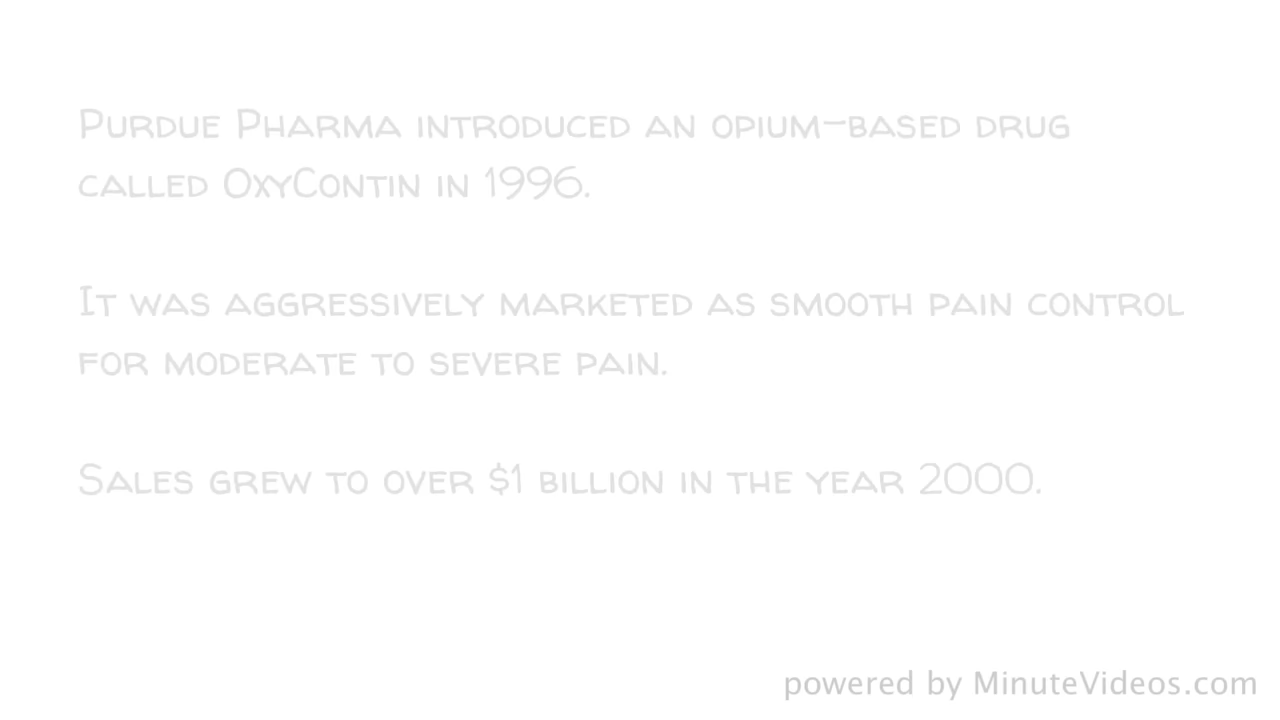 Purdue Pharma introduced an opium-based drug
called OxyContin in 1996.
It was aggressively marketed as smooth pain control
for moderate to severe pain.
Sales grew to over $1 billion in the year 2000.
powered by MinuteVideos.com